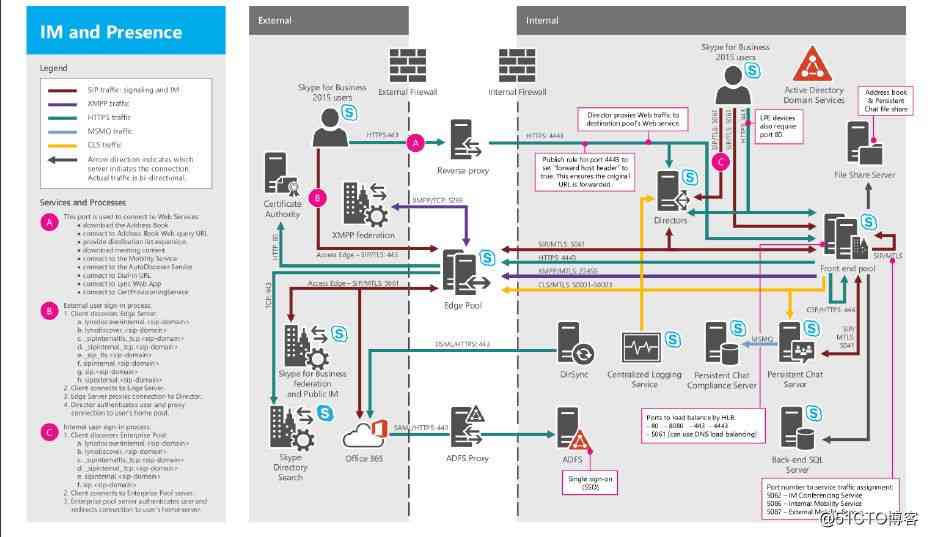 IM and Presence
Legend
SIP traffic: signaling and IM
XMPP traffic
HTTPS traffic
MSMQ traffic
CLS traffic
Arrow direction indicates which
server initiates the connection.
Actual traffic is bi-directional.
Services and Processes
A
This port is used to connect to Web Services:
• download the Address Book
• connect to Address Book Web query URL
• provide distribution list expansion
• download meeting content
• connect to the Mobility Service
• connect to the AutoDiscover Service
• connect to Dial-in URL
• connect to Lync Web App
• connect to CertProvisioningService
B
External user sign-in process:
1. Client discovers Edge Server:
a. lyncdiscoverinternal.<sip-domain>
b. lyncdiscover.<sip-domain>
c. _sipinternaltls._tcp.<sip-domain>
d. _sipinternal._tcp.<sip-domain>
e. _sip._tls.<sip-domain>
f. sipinternal.<sip-domain>
g. sip.<sip-domain>
h. sipexternal.<sip-domain>
2. Client connects to Edge Server.
3. Edge Server proxies connection to Director.
4. Director authenticates user and proxy
connection to user's home pool.
C
Internal user sign-in process:
1. Client discovers Enterprise Pool:
a. lyncdiscoverinternal.<sip-domain>
b. lyncdiscover.<sip-domain>
c. _sipinternaltls._tcp.<sip-domain>
d. _sipinternal._tcp.<sip-domain>
e. sipinternal.<sip-domain>
f. sip.<sip-domain>
2. Client connects to Enterprise Pool server.
3. Enterprise pool server authenticates user and
redirects connection to user's home server.
External
Internal
Skype for Business
2015 users
External Firewall
Internal Firewall
Skype for Business
2015 users
Active Directory
Domain Services
Address book
& Persistent
Chat file share
HTTPS:443
A
Reverse proxy
HTTPS: 4443
Director proxies Web traffic to
destination pool's Web service.
Publish rule for port 4443 to
set "forward host header" to
true. This ensures the original
URL is forwarded.
SIP/TLS: 5061
SIP/TLS: 5061
HTTPS: 443
LPE devices
also require
port 80.
C
File Share Server
Certificate
Authority
B
XMPP federation
XMPP/TCP: 5269
Directors
HTTP: 80
Access Edge – SIP/TLS: 443
SIP/MTLS: 5061
HTTPS: 4443
XMPP/MTLS: 23456
CLS/MTLS: 50001-50003
Front end pool
SIP/MTLS
TCP:443
Access Edge – SIP/MTLS: 5061
Edge Pool
Skype for Business
federation
and Public IM
DSML/HTTPS: 443
DirSync
Centralized Logging
Service
Persistent Chat
Compliance Server
MSMQ
Persistent Chat
Server
SIP/
MTLS:
5041
Skype
Directory
Search
Office 365
SAML/HTTPS:443
ADFS Proxy
ADFS
Single sign-on
(SSO)
Ports to load balance by HLB:
– 80 – 8080 – 443 – 4443
– 5061 (can use DNS load balancing)
Back-end SQL
Server
Port number to service traffic assignment:
5062 – IM Conferencing Service
5086 – Internal Mobility Service
5087 – External Mobility Service
@51CTO博客